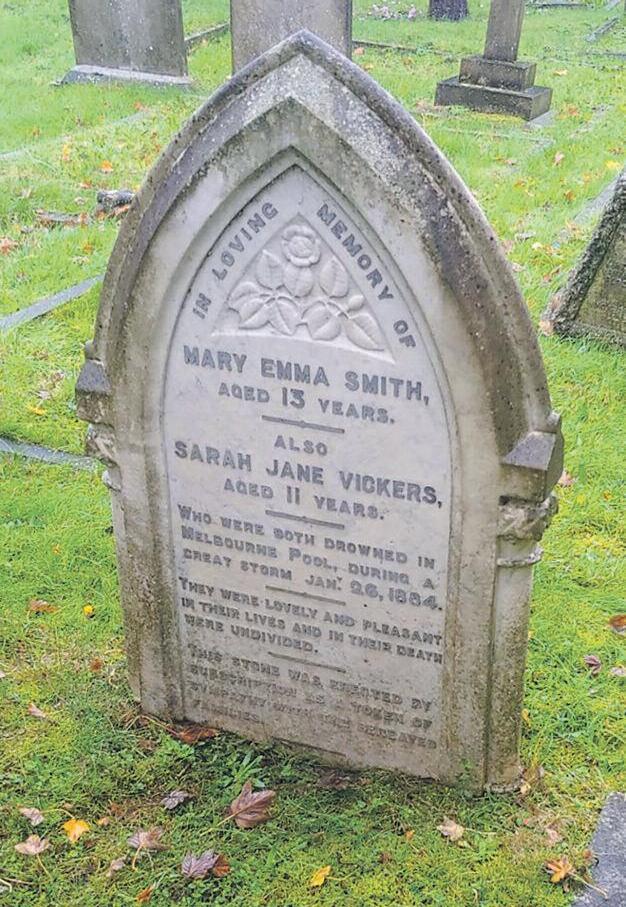 IN LOVING MEMORY OF
MARY EMMA SMITH,
AGED 13 YEARS.
ALSO
SARAH JANE VICKERS,
AGED 11 YEARS.
WHO WERE BOTH DROWNED IN
MELBOURNE POOL, DURING A
GREAT STORM JANY. 26, 1884.
THEY WERE LOVELY AND PLEASANT
IN THEIR LIVES AND IN THEIR DEATH
WERE UNDIVIDED.
THIS STONE WAS ERECTED BY
SUBSCRIPTION AS A TOKEN OF
SYMPATHY WITH THE BEREAVED
FAMILIES.